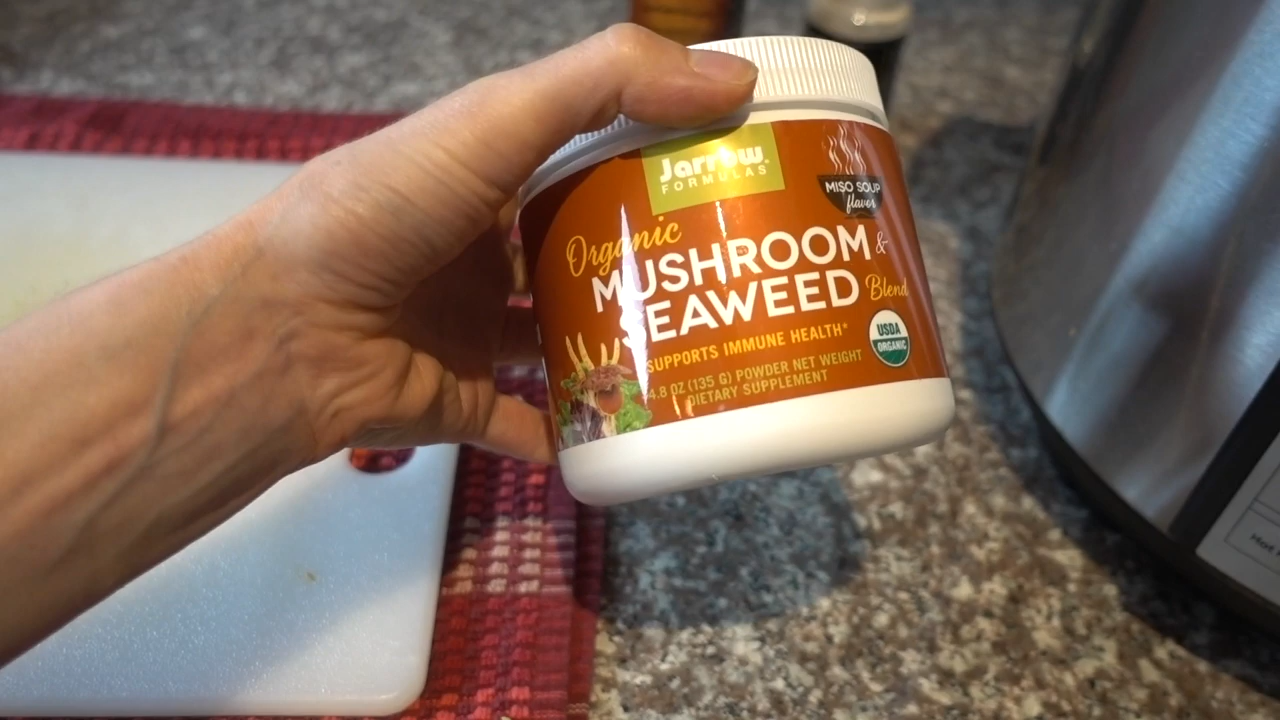 Jarrow
FORMULAS
MISO SOUP
flavor
Organic
MUSHROOM &
SEAWEED Blend
SUPPORTS IMMUNE HEALTH*
USDA
ORGANIC
4.8 OZ (135 G) POWDER NET WEIGHT
DIETARY SUPPLEMENT